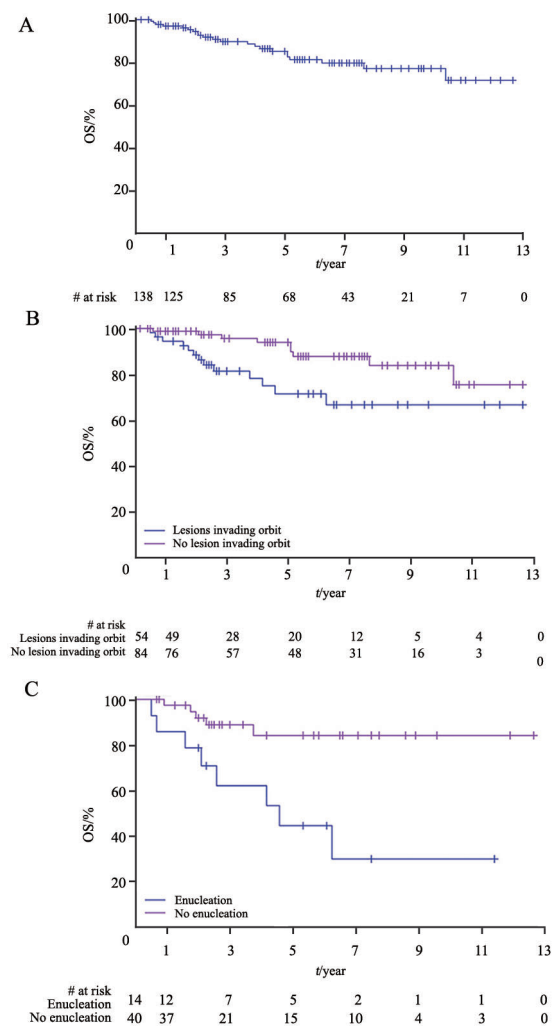 A
100
80
60
40
20
0
OS/%
1 3 5 7 9 11 13
t/year
# at risk 138 125 85 68 43 21 7 0
B
100
80
60
40
20
0
OS/%
Lesions invading orbit
No lesion invading orbit
1 3 5 7 9 11 13
t/year
# at risk
Lesions invading orbit 54 49 28 20 12 5 4 0
No lesion invading orbit 84 76 57 48 31 16 3 0
C
100
80
60
40
20
0
OS/%
Enucleation
No enucleation
1 3 5 7 9 11 13
t/year
# at risk
Enucleation 14 12 7 5 2 1 1 0
No enucleation 40 37 21 15 10 4 3 0